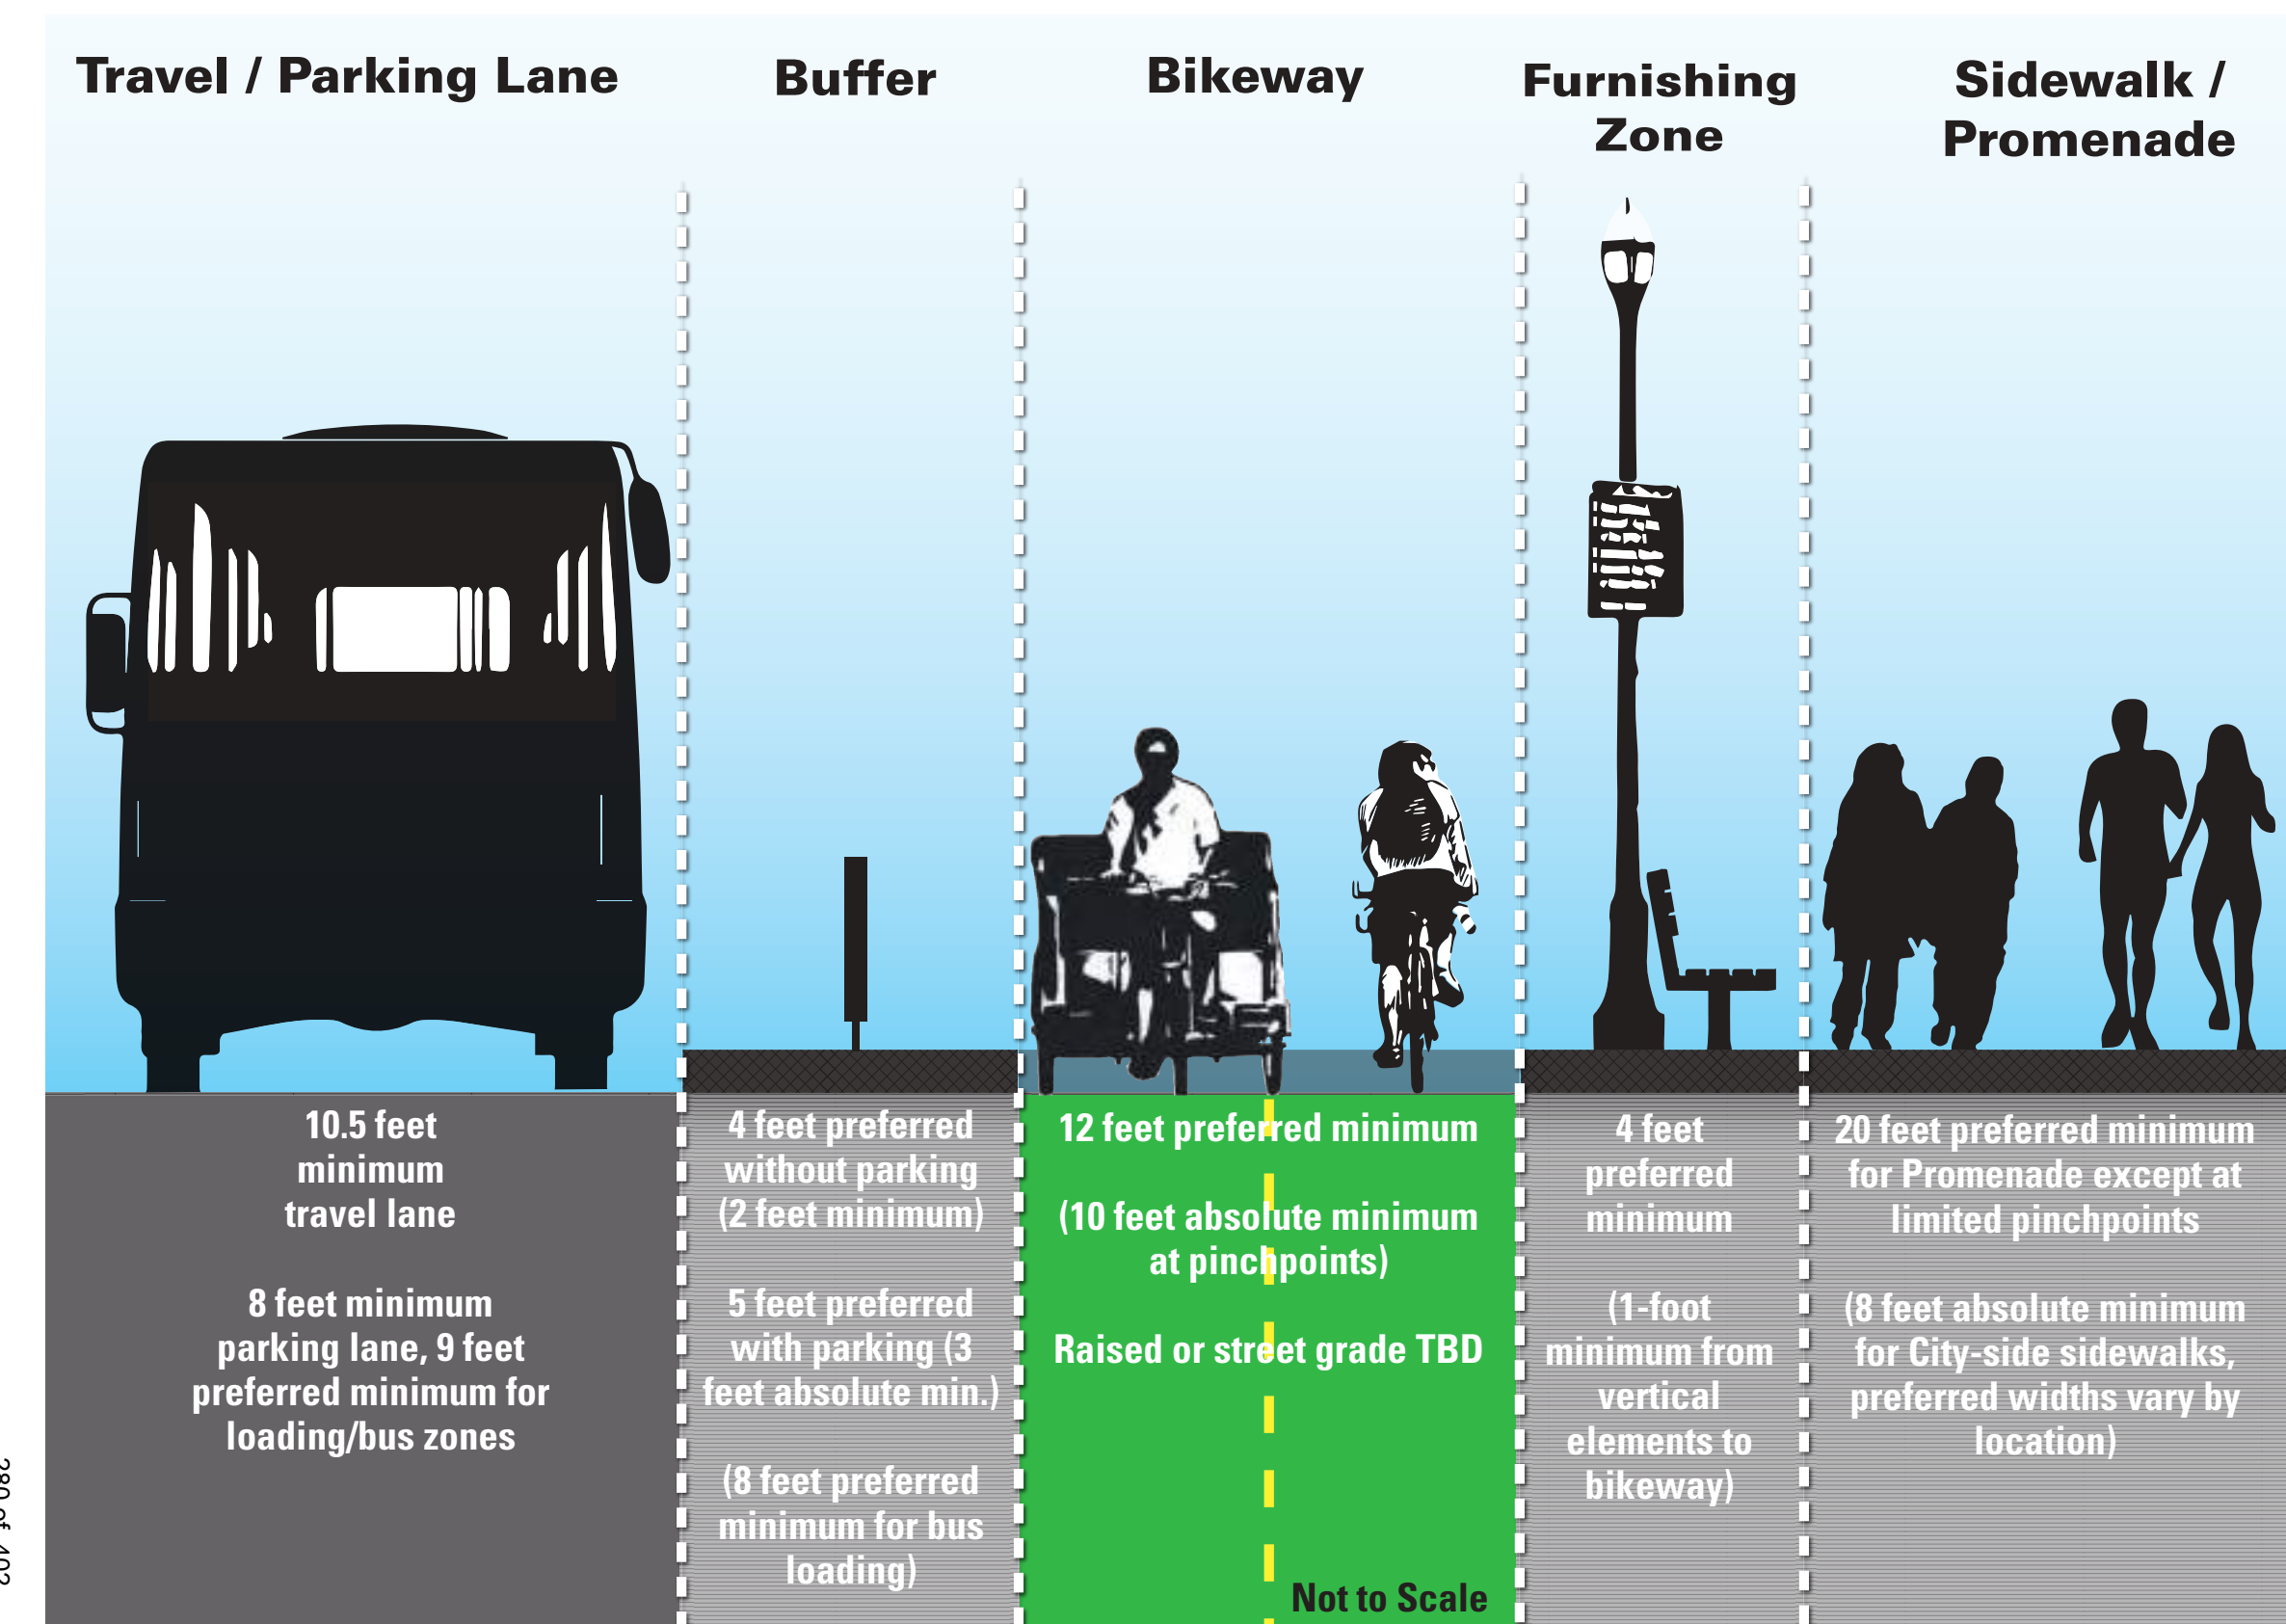 Travel / Parking Lane
Buffer
Bikeway
Furnishing
Zone
Sidewalk /
Promenade
10.5 feet
minimum
travel lane
8 feet minimum
parking lane, 9 feet
preferred minimum for
loading/bus zones
4 feet preferred
without parking
(2 feet minimum)
5 feet preferred
with parking (3
feet absolute min.)
(8 feet preferred
minimum for bus
loading)
12 feet preferred minimum
(10 feet absolute minimum
at pinchpoints)
Raised or street grade TBD
Not to Scale
4 feet
preferred
minimum
(1-foot
minimum from
vertical
elements to
bikeway)
20 feet preferred minimum
for Promenade except at
limited pinchpoints
(8 feet absolute minimum
for City-side sidewalks,
preferred widths vary by
location)
280 of 402